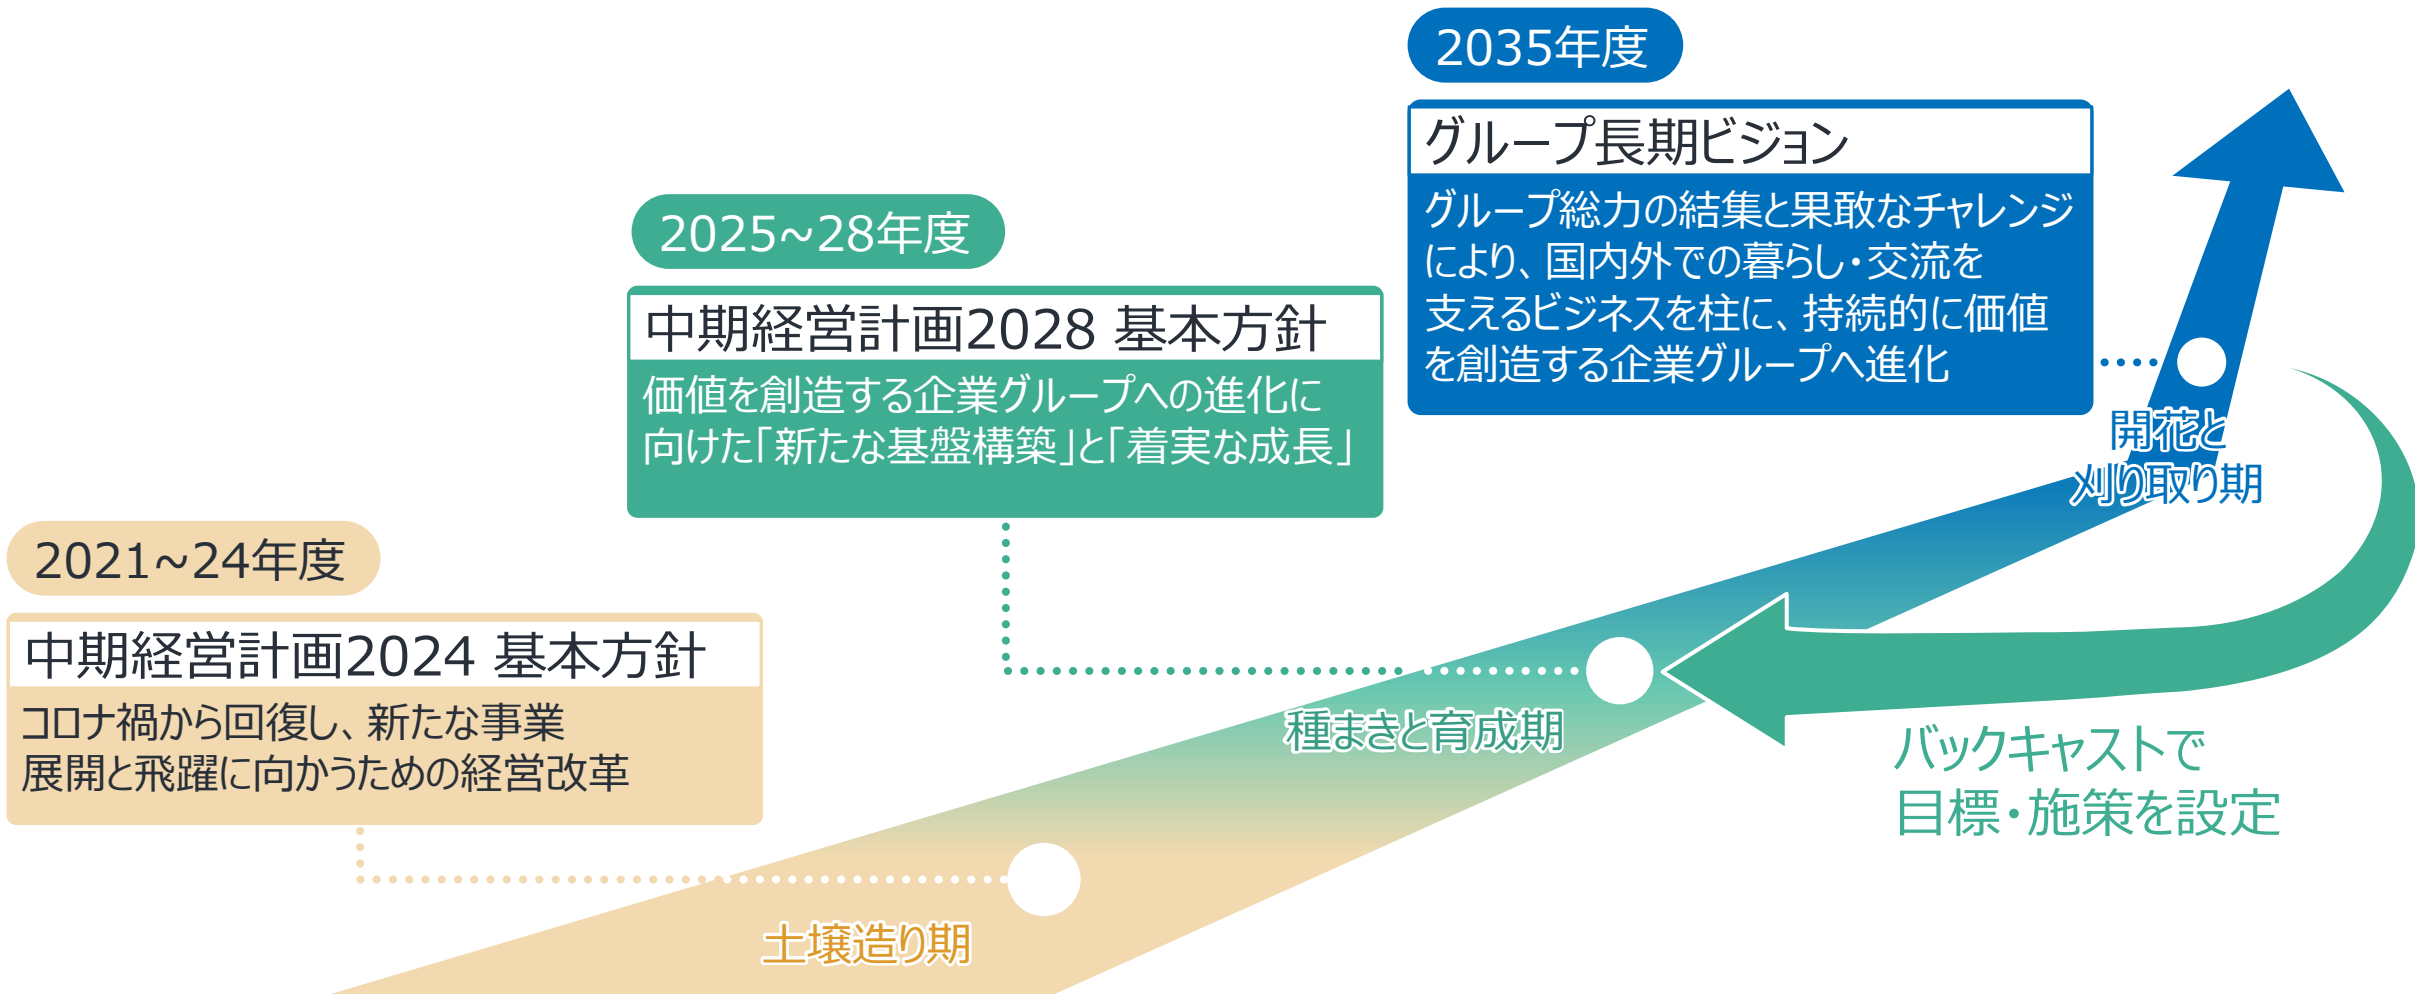 2035年度
グループ長期ビジョン
グループ総力の結集と果敢なチャレンジ
により、国内外での暮らし・交流を
支えるビジネスを柱に、持続的に価値
を創造する企業グループへ進化
開花と
刈り取り期
2025~28年度
中期経営計画2028 基本方針
価値を創造する企業グループへの進化に
向けた「新たな基盤構築」と「着実な成長」
種まきと育成期
2021~24年度
中期経営計画2024 基本方針
コロナ禍から回復し、新たな事業
展開と飛躍に向かうための経営改革
土壌造り期
バックキャストで
目標・施策を設定